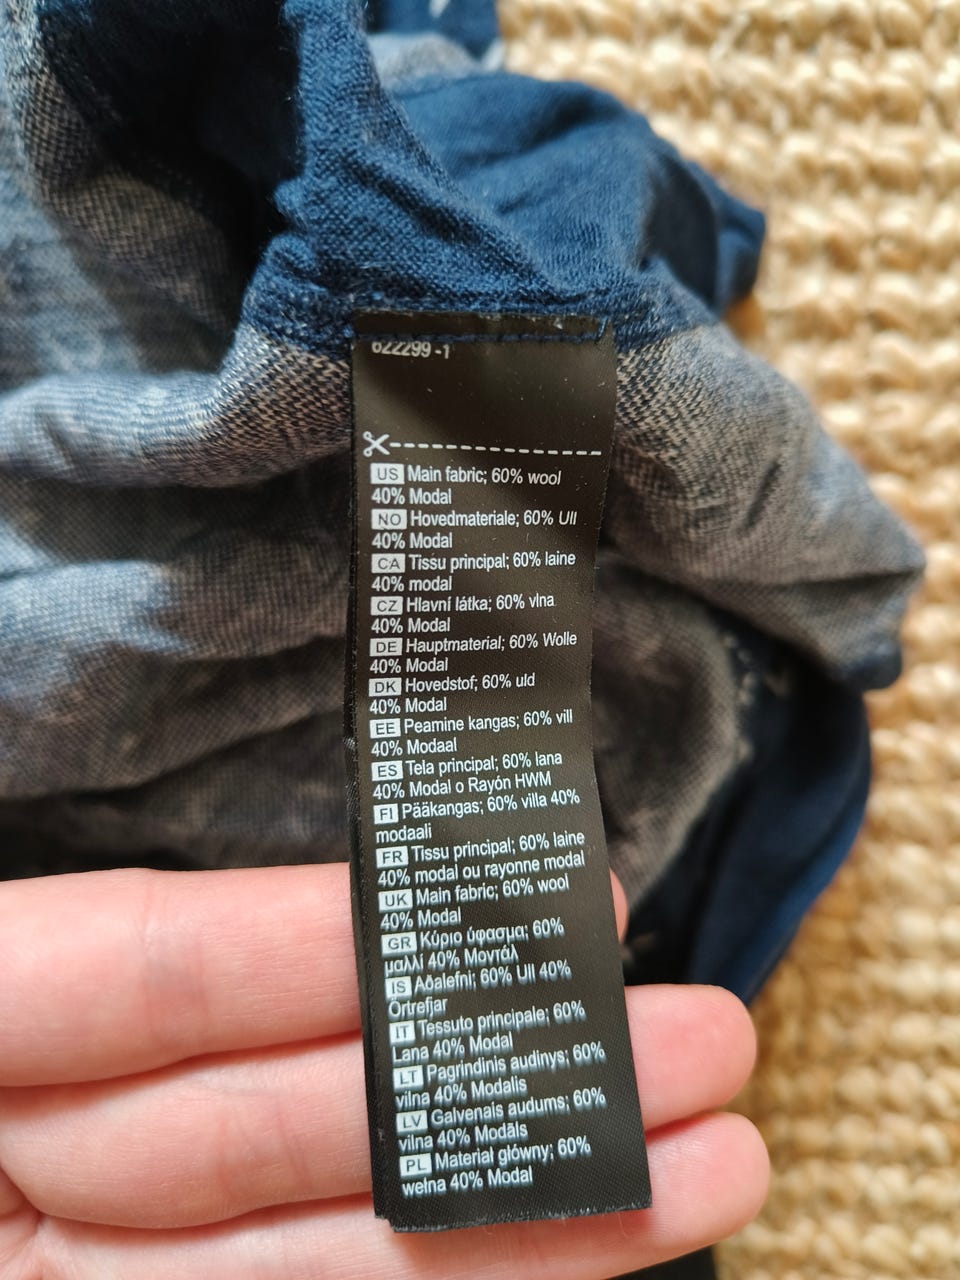 622299 -1
US Main fabric; 60% wool
40% Modal
NO Hovedmateriale; 60% Ull
40% Modal
CA Tissu principal; 60% laine
40% modal
CZ Hlavní látka; 60% vlna
40% Modal
DE Hauptmaterial; 60% Wolle
40% Modal
DK Hovedstof; 60% uld
40% Modal
EE Peamine kangas; 60% vill
40% Modaal
ES Tela principal; 60% lana
40% Modal o Rayón HWM
FI Pääkangas; 60% villa 40%
modaali
FR Tissu principal; 60% laine
40% modal ou rayonne modal
UK Main fabric; 60% wool
40% Modal
GR Κύριο ύφασμα; 60%
μαλλί 40% Μοντάλ
IS Aðalefni; 60% Ull 40%
Örtrefjar
IT Tessuto principale; 60%
Lana 40% Modal
LT Pagrindinis audinys; 60%
vilna 40% Modalis
LV Galvenais audums; 60%
vilna 40% Modāls
PL Materiał główny; 60%
wełna 40% Modal